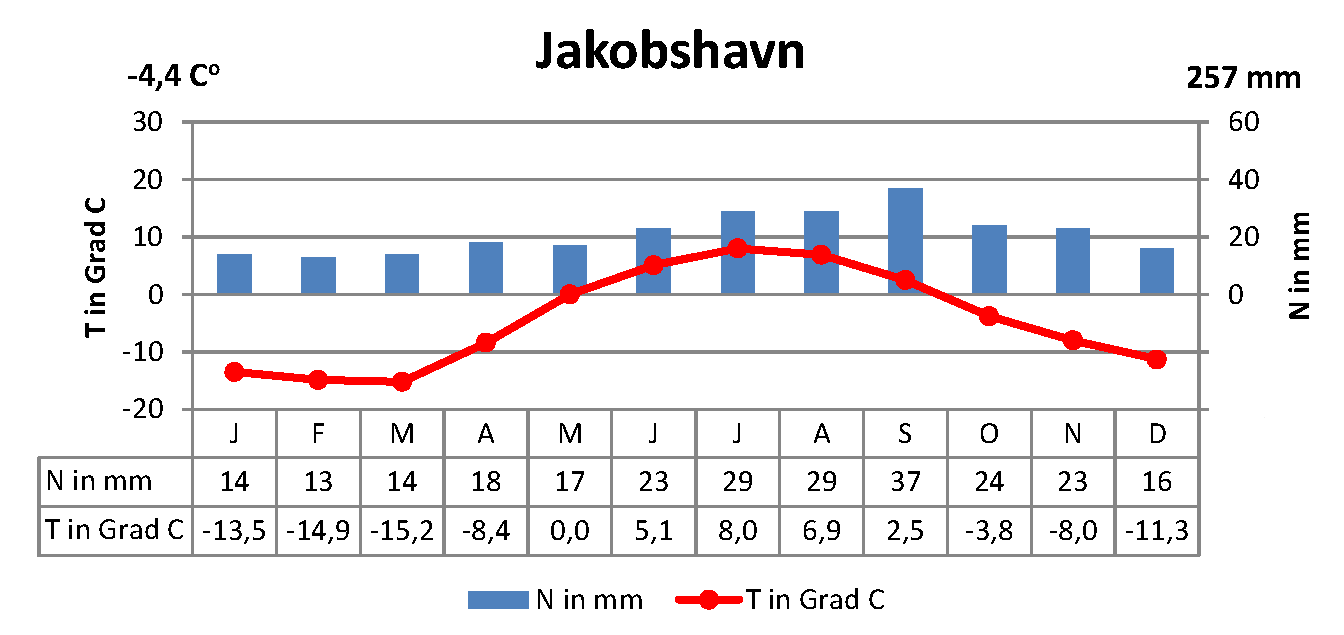 Jakobshavn
-4,4 Cº
257 mm
30 60
20 40
10 20
0 0
-10
-20
T in Grad C
N in mm
J F M A M J J A S O N D
N in mm 14 13 14 18 17 23 29 29 37 24 23 16
T in Grad C -13,5 -14,9 -15,2 -8,4 0,0 5,1 8,0 6,9 2,5 -3,8 -8,0 -11,3
N in mm T in Grad C